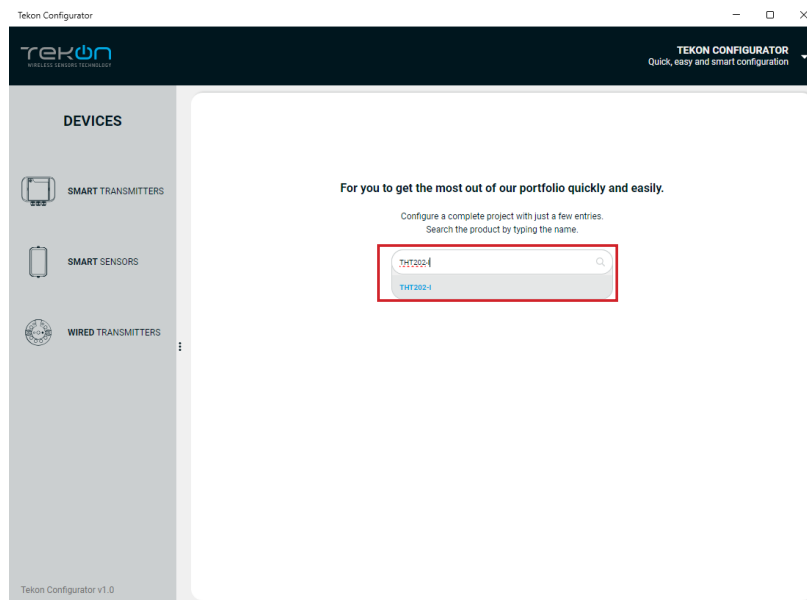 Tekon Configurator
TEKON
WIRELESS SENSORS TECHNOLOGY
TEKON CONFIGURATOR
Quick, easy and smart configuration
DEVICES
SMART TRANSMITTERS
SMART SENSORS
WIRED TRANSMITTERS
For you to get the most out of our portfolio quickly and easily.
Configure a complete project with just a few entries.
Search the product by typing the name.
THT202-I
THT202-I
Tekon Configurator v1.0